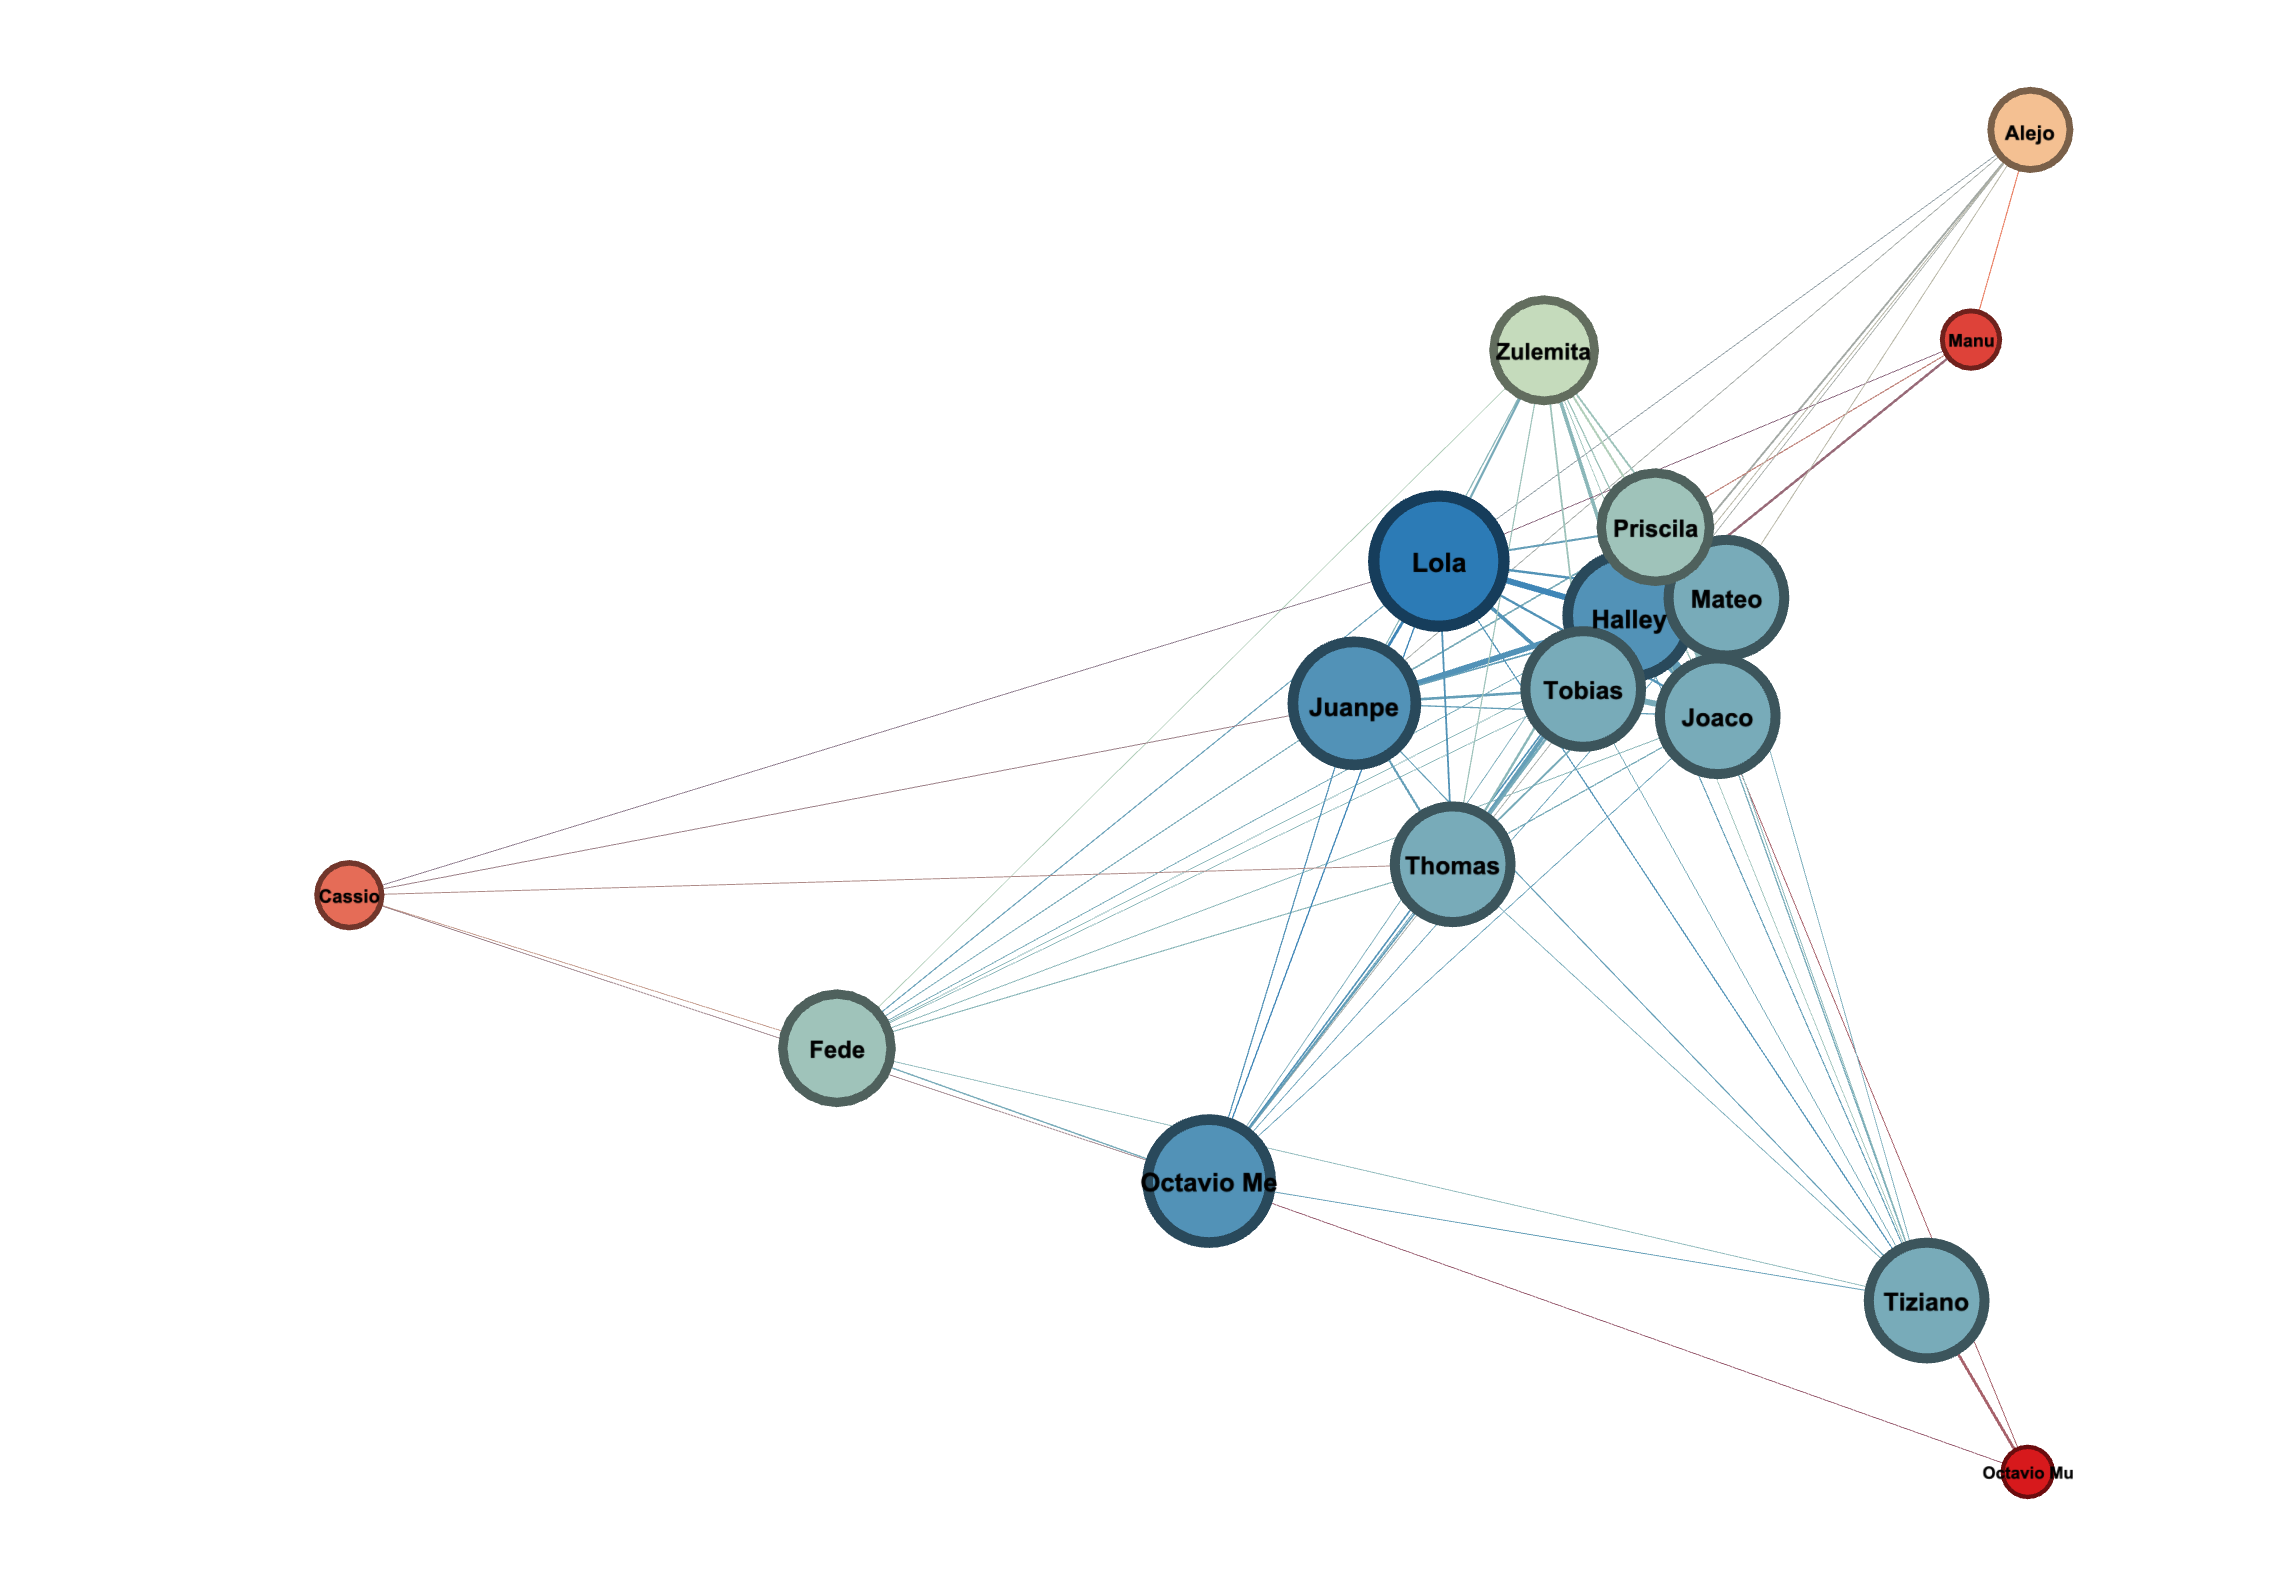 Alejo
Manu
Zulemita
Priscila
Lola
Mateo
Halley
Tobias
Juanpe
Joaco
Thomas
Cassio
Fede
Octavio Me
Tiziano
Octavio Mu